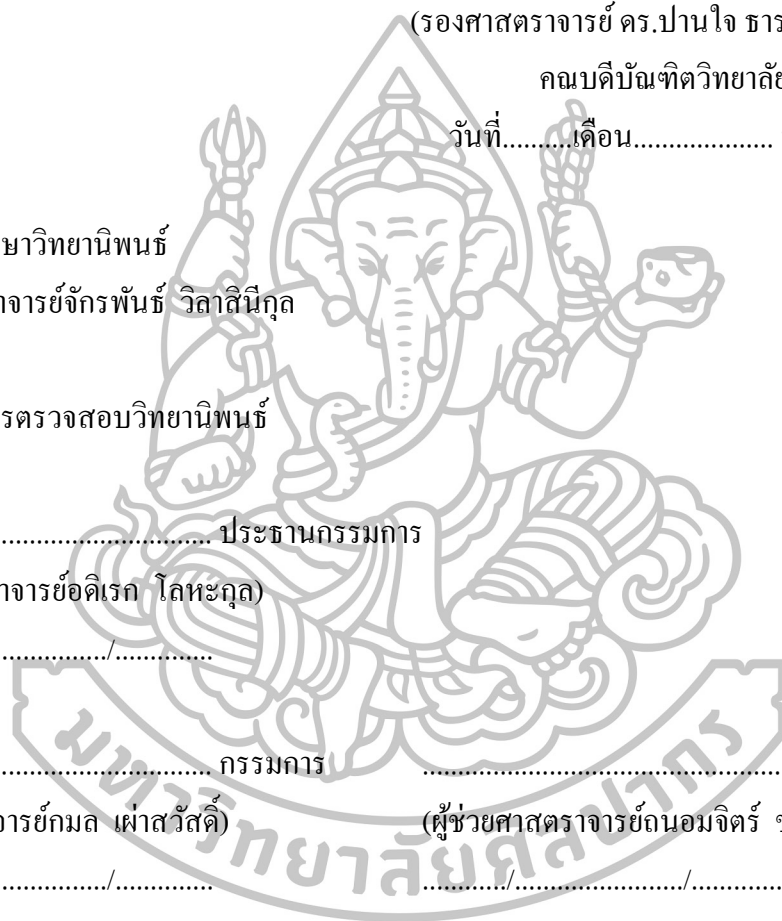 (รองศาสตราจารย์ ดร.ปานใจ ธาร
คณบดีบัณฑิตวิทยาลัย
วันที่..........เดือน....................
ษาวิทยานิพนธ์
าจารย์จักรพันธ์ วิลาสินีกุล
รตรวจสอบวิทยานิพนธ์
.............................. ประธานกรรมการ
าจารย์อดิเรก โลหะกุล)
.............../..............
.............................. กรรมการ ....................................................
ารย์กมล เผ่าสวัสดิ์) (ผู้ช่วยศาสตราจารย์ถนอมจิตร์ ช
.............../.............. ............/......................../..............
มหาวิทยาลัยศิลปากร